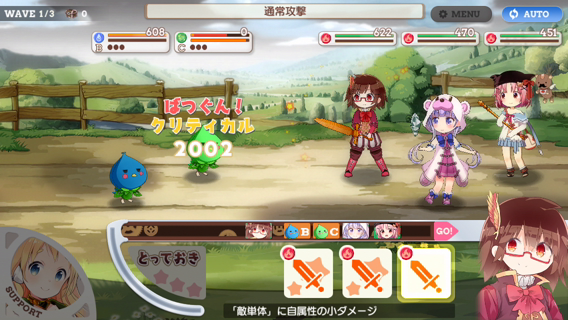 WAVE 1/3 0
通常攻撃
MENU
AUTO
B 608
C 0
622
470
451
ばつぐん!
クリティカル
2002
B C GO!
SUPPORT
とっておき
「敵単体」に自属性の小ダメージ